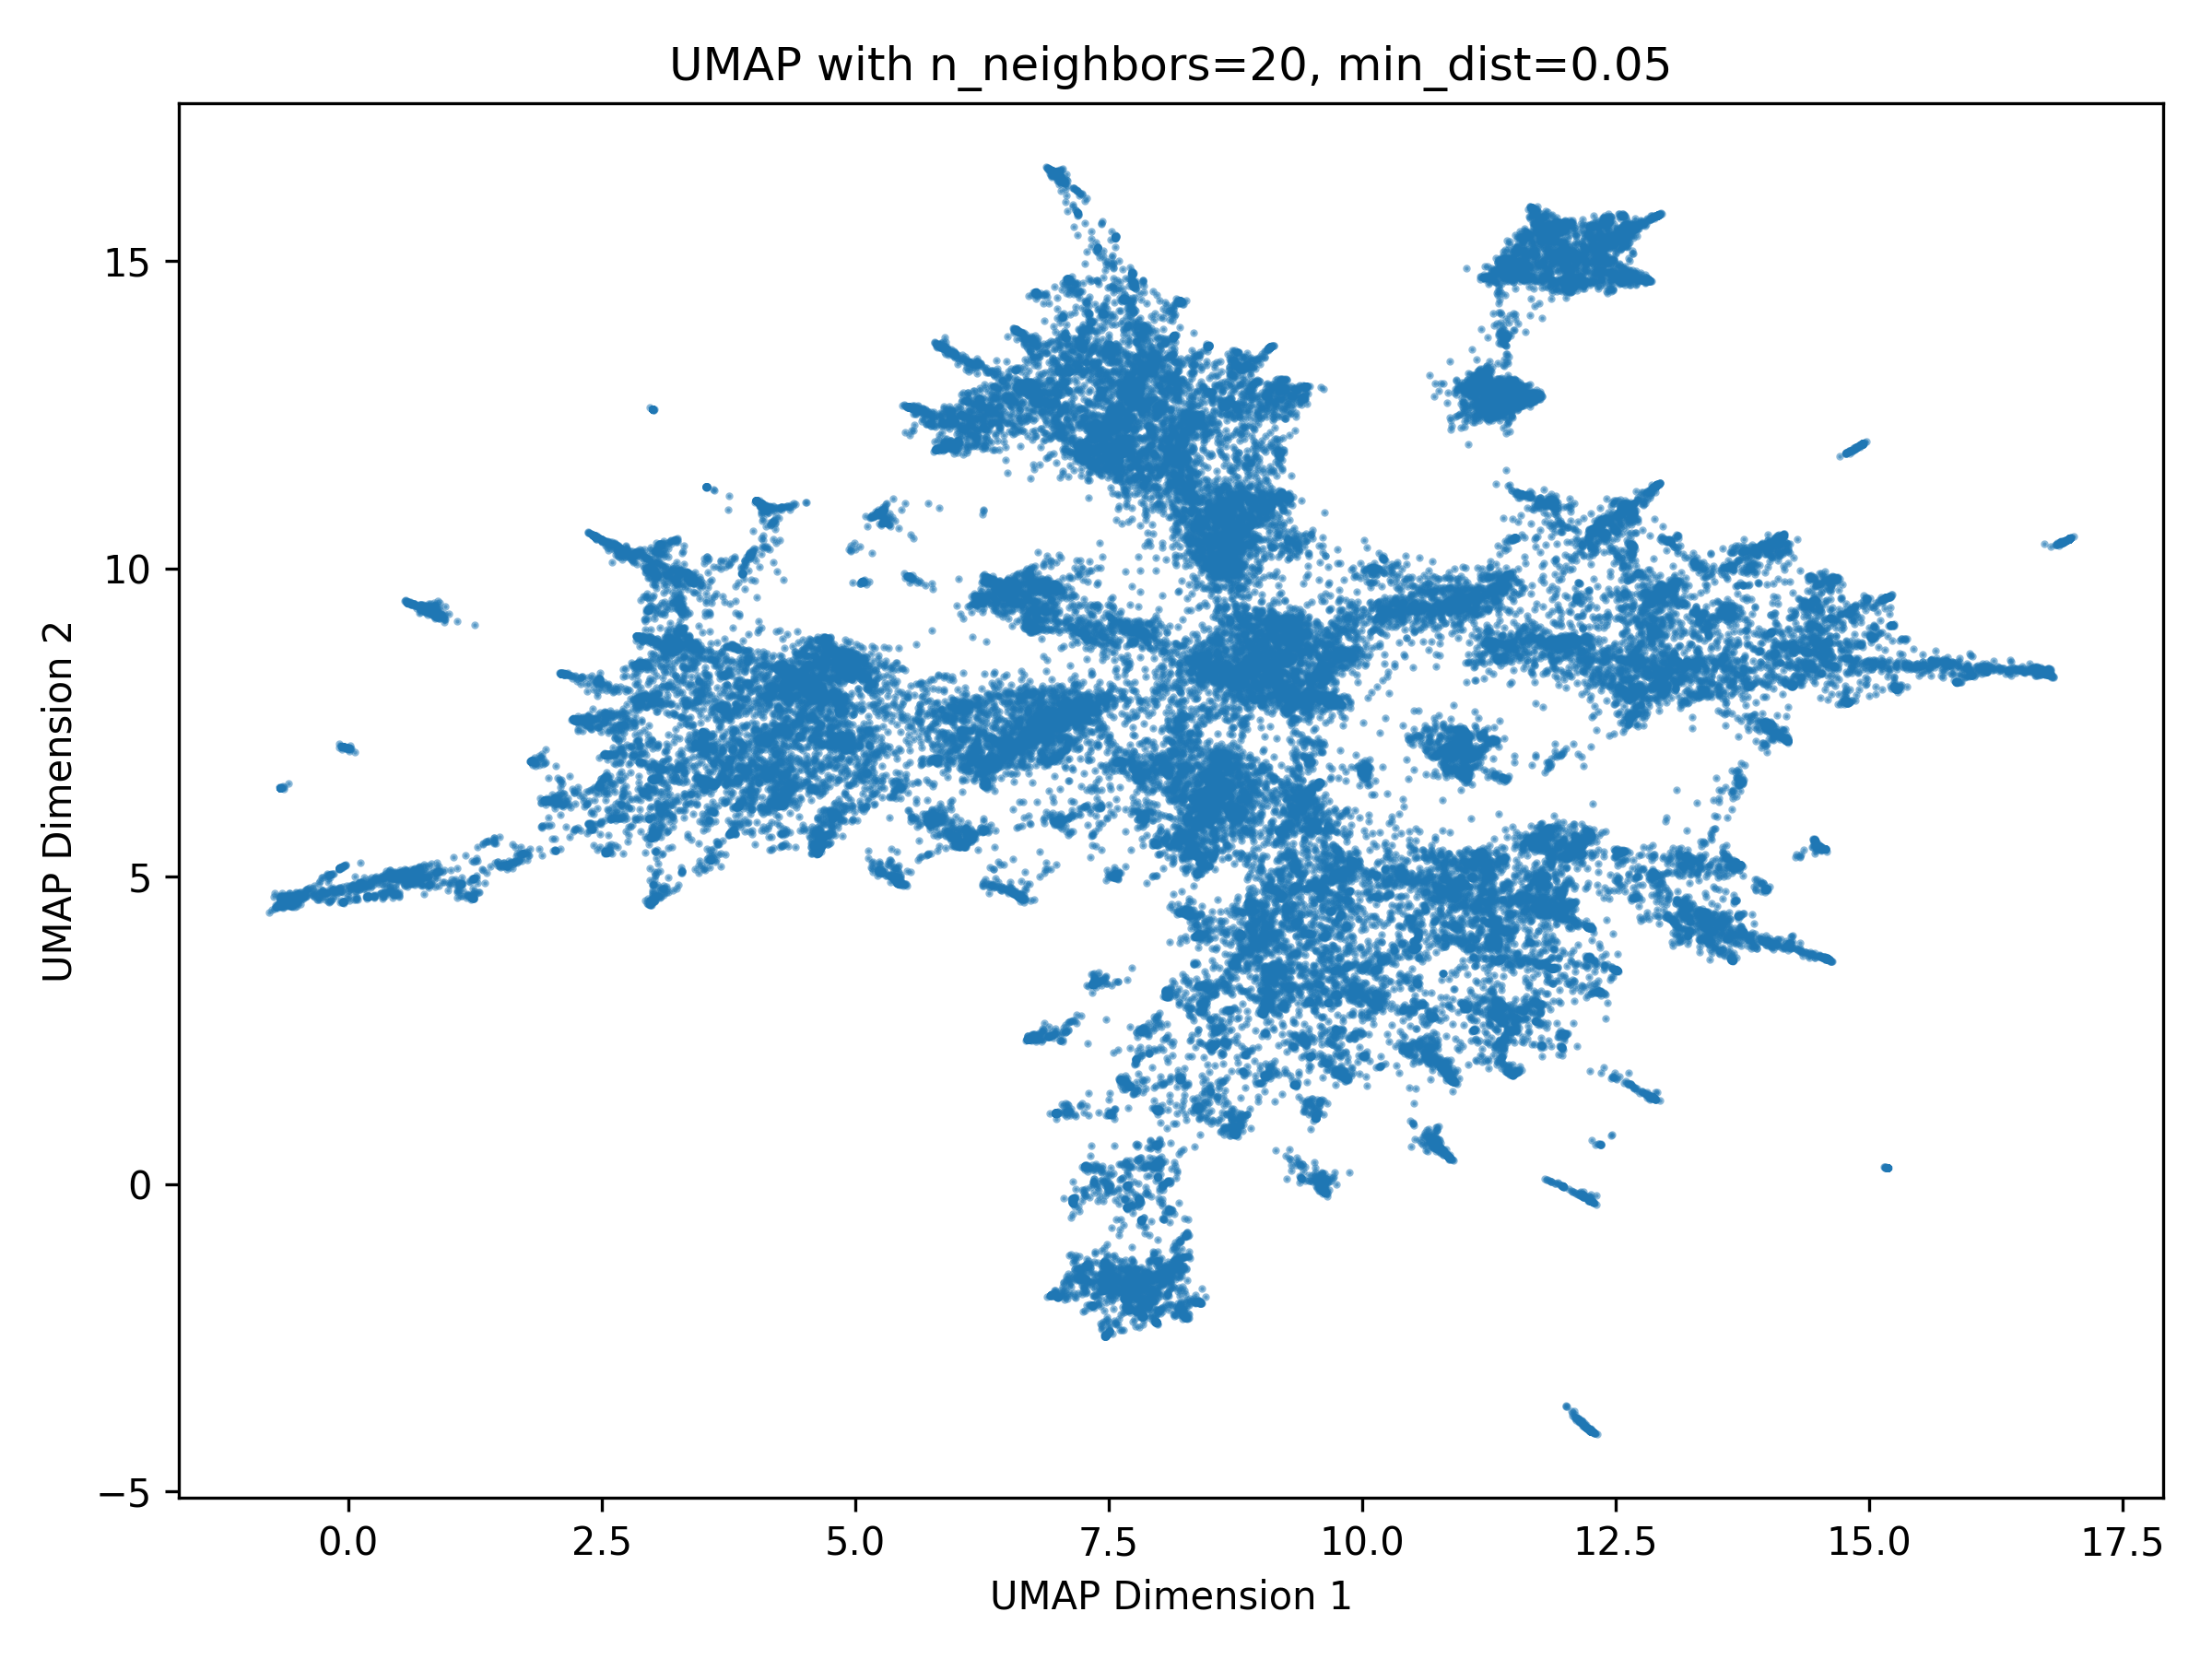 UMAP with n_neighbors=20, min_dist=0.05
UMAP Dimension 2
15
10
5
0
−5
0.0 2.5 5.0 7.5 10.0 12.5 15.0 17.5
UMAP Dimension 1